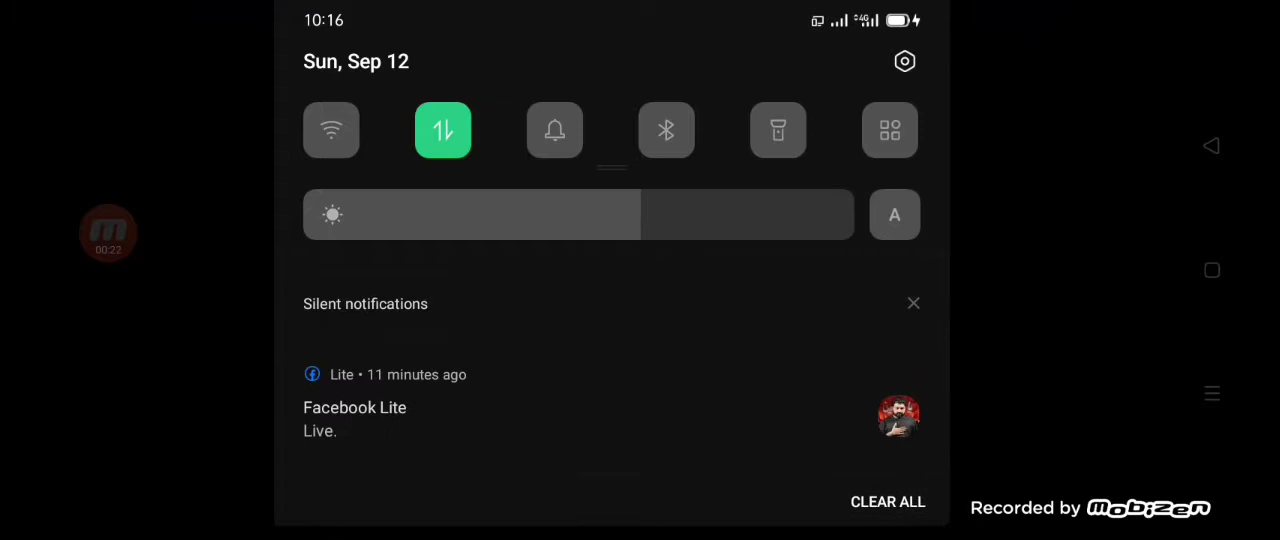 10:16
4G
Sun, Sep 12
A
00:22
Silent notifications
Lite • 11 minutes ago
Facebook Lite
Live.
CLEAR ALL
Recorded by mobizen